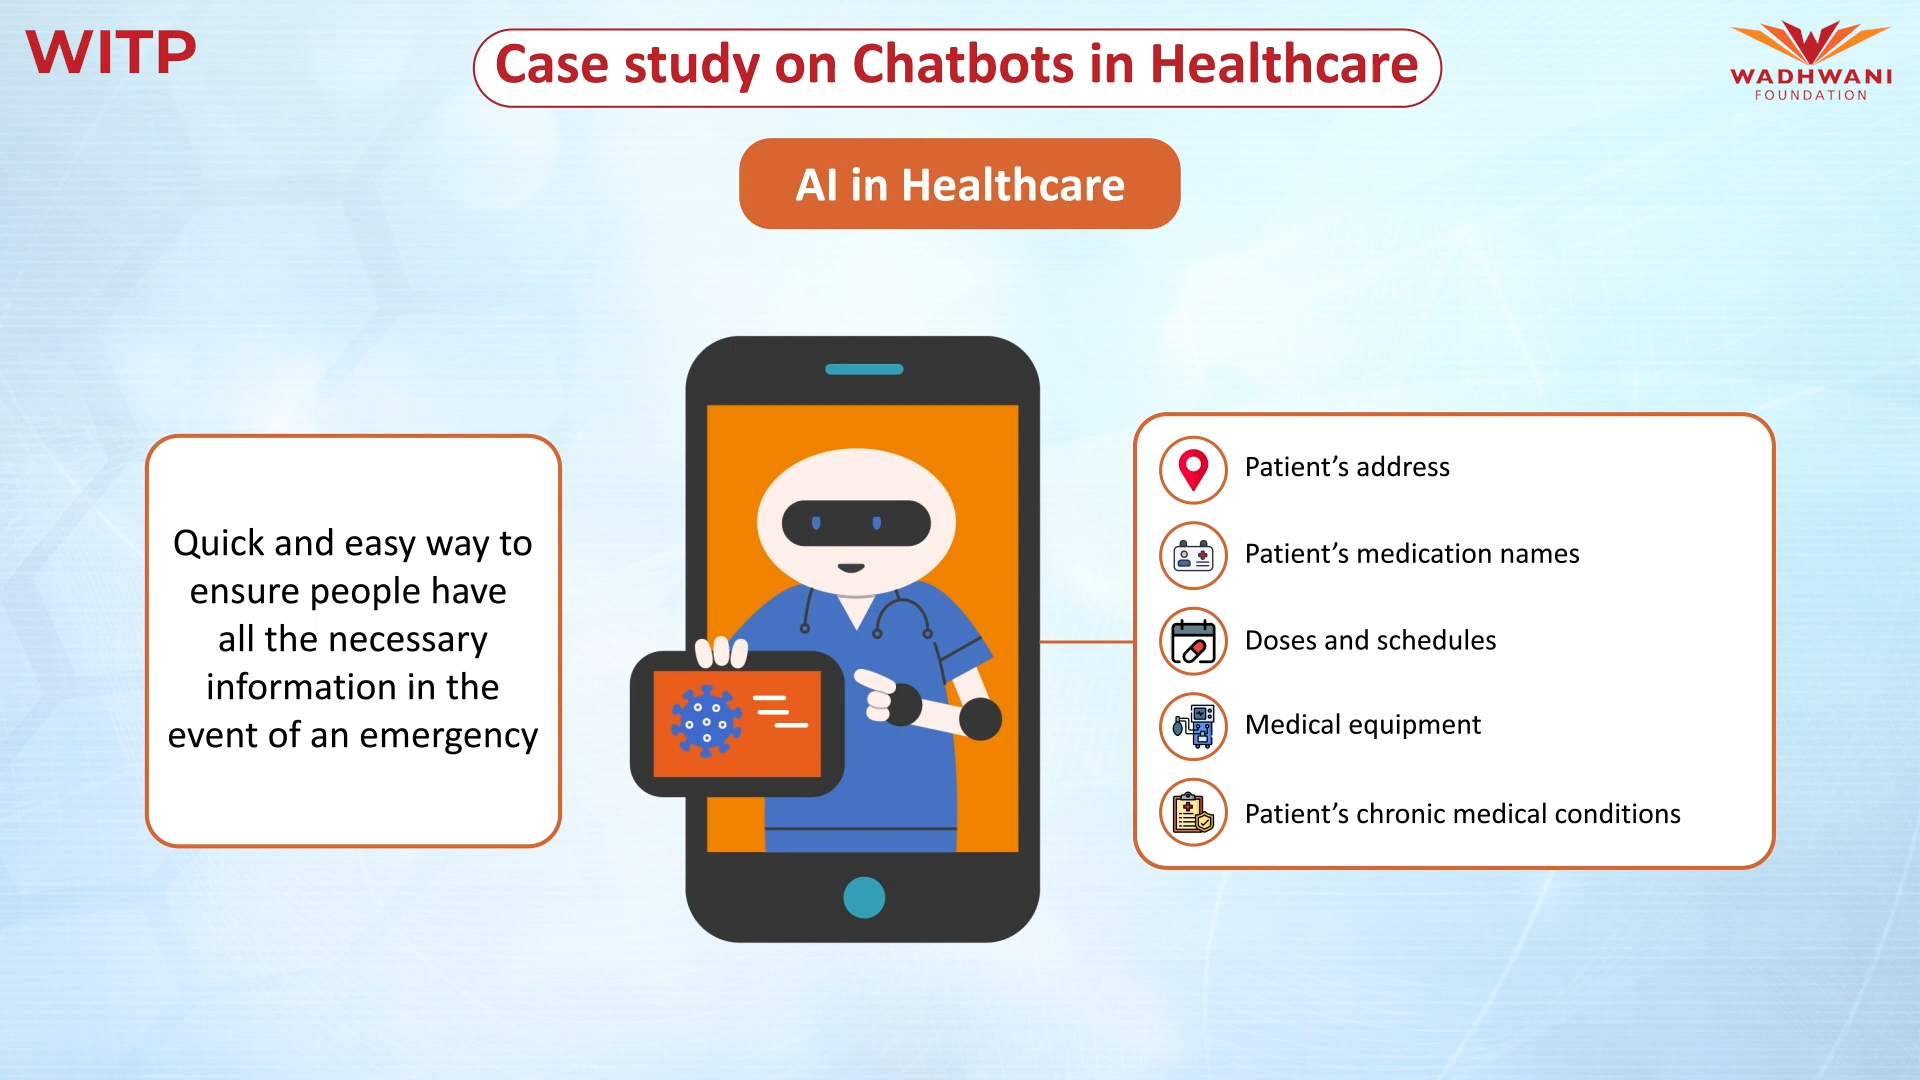 WITP
Case study on Chatbots in Healthcare
WADHWANI
FOUNDATION
AI in Healthcare
Quick and easy way to
ensure people have
all the necessary
information in the
event of an emergency
Patient’s address
Patient’s medication names
Doses and schedules
Medical equipment
Patient’s chronic medical conditions